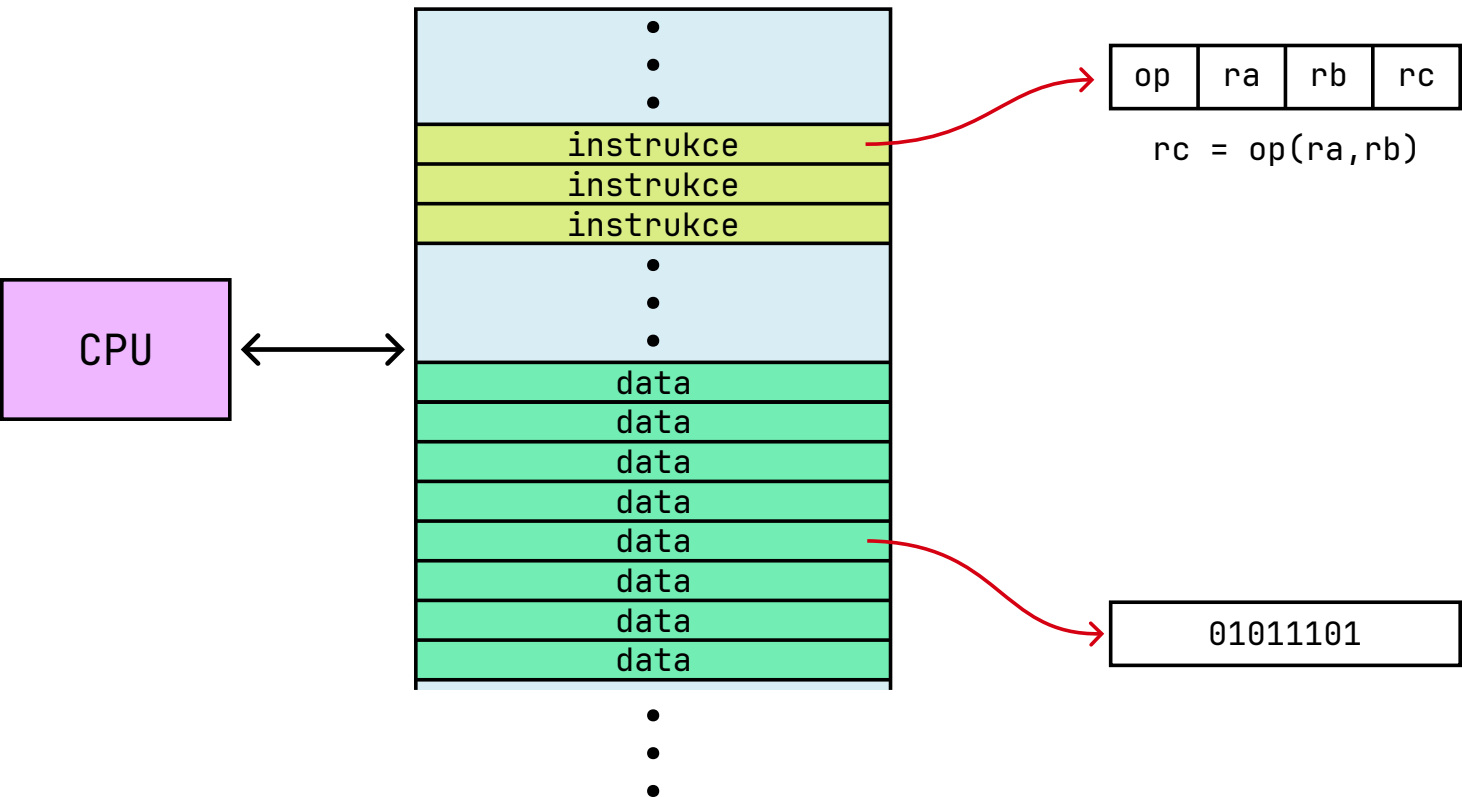 CPU
instrukce
instrukce
instrukce
data
data
data
data
data
data
data
data
op ra rb rc
rc = op(ra,rb)
01011101